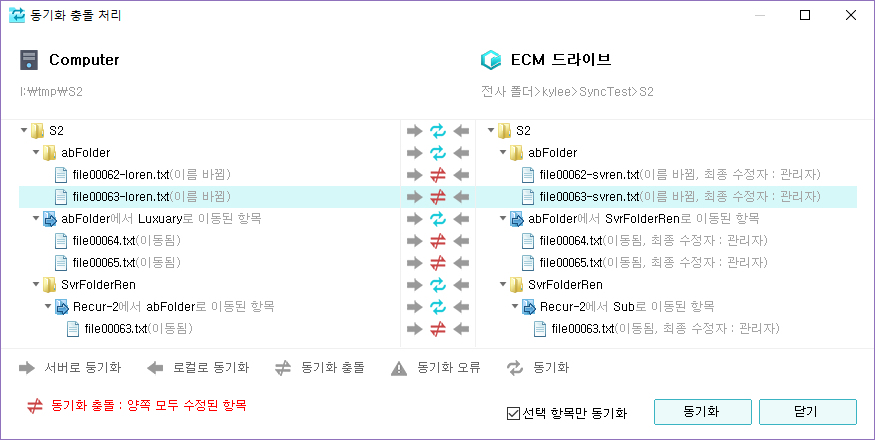 동기화 충돌 처리
Computer
ECM 드라이브
I:\tmp\S2
전사 폴더>kylee>SyncTest>S2
S2
S2
abFolder
abFolder
file00062-loren.txt(이름 바뀜)
file00062-svren.txt(이름 바뀜, 최종 수정자 : 관리자)
file00063-loren.txt(이름 바뀜)
file00063-svren.txt(이름 바뀜, 최종 수정자 : 관리자)
abFolder에서 Luxuary로 이동된 항목
abFolder에서 SvrFolderRen로 이동된 항목
file00064.txt(이동됨)
file00064.txt(이동됨, 최종 수정자 : 관리자)
file00065.txt(이동됨)
file00065.txt(이동됨, 최종 수정자 : 관리자)
SvrFolderRen
SvrFolderRen
Recur-2에서 abFolder로 이동된 항목
Recur-2에서 Sub로 이동된 항목
file00063.txt(이동됨)
file00063.txt(이동됨, 최종 수정자 : 관리자)
서버로 동기화 로컬로 동기화 동기화 충돌 동기화 오류 동기화
동기화 충돌 : 양쪽 모두 수정된 항목
선택 항목만 동기화
동기화
닫기